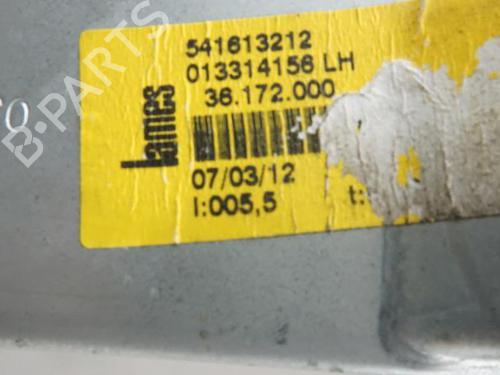 541613212
013314156 LH
36.172.000
lames
07/03/12
I:005,5
t:
B-PARTS